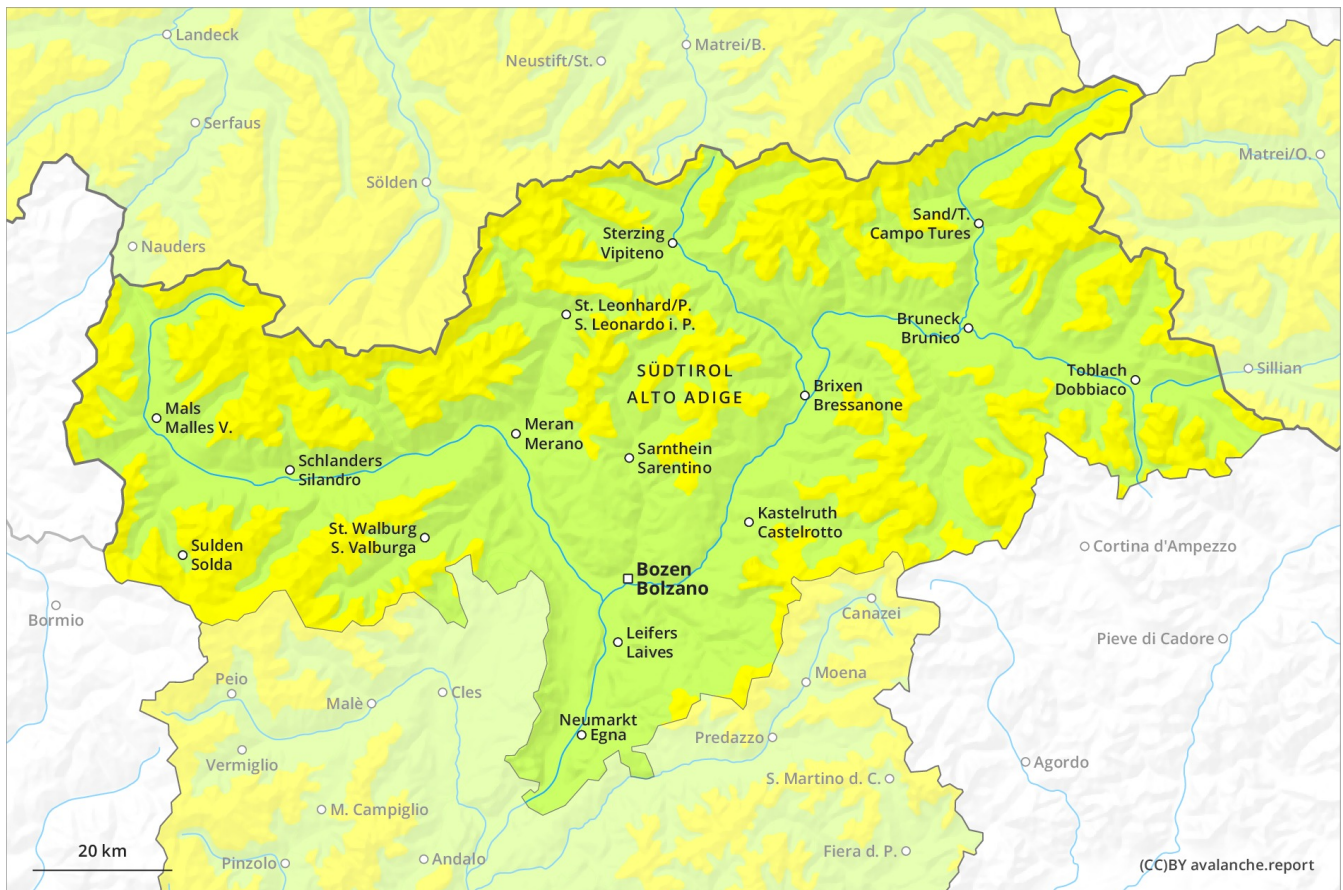 Landeck
Matrei/B.
Neustift/St.
Serfaus
Matrei/O.
Sölden
Sand/T.
Campo Tures
Sterzing
Vipiteno
Nauders
St. Leonhard/P.
S. Leonardo i. P.
Bruneck
Brunico
SÜDTIROL
ALTO ADIGE
Toblach
Dobbiaco
Sillian
Brixen
Bressanone
Mals
Malles V.
Meran
Merano
Sarnthein
Sarentino
Schlanders
Silandro
Kastelruth
Castelrotto
St. Walburg
S. Valburga
Sulden
Solda
Cortina d'Ampezzo
Bozen
Bolzano
Bormio
Canazei
Leifers
Laives
Pieve di Cadore
Peio
Moena
Malè
Cles
Neumarkt
Egna
Predazzo
Vermiglio
Agordo
S. Martino d. C.
M. Campiglio
20 km
Andalo
Fiera d. P.
Pinzolo
(CC)BY avalanche.report